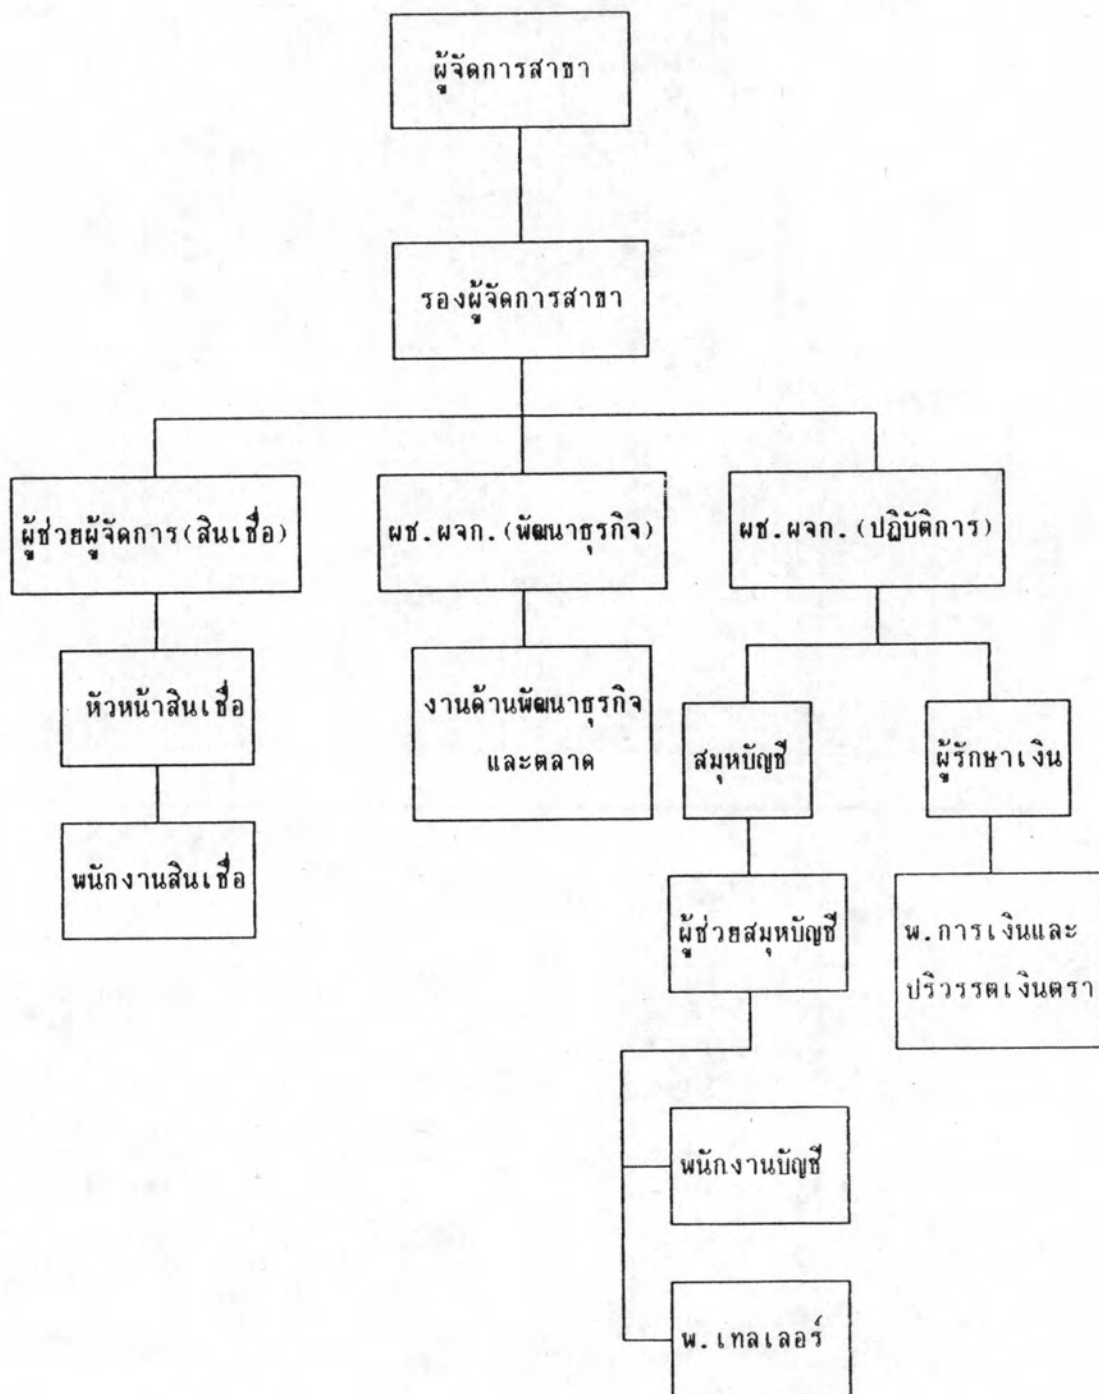 ผู้จัดการสาขา
รองผู้จัดการสาขา
ผู้ช่วยผู้จัดการ(สินเชื่อ)
ผช.ผจก.(พัฒนาธุรกิจ)
ผช.ผจก.(ปฏิบัติการ)
หัวหน้าสินเชื่อ
งานด้านพัฒนาธุรกิจ
และตลาด
สมุหบัญชี
ผู้รักษาเงิน
พนักงานสินเชื่อ
ผู้ช่วยสมุหบัญชี
พ.การเงินและ
ปริวรรตเงินตรา
พนักงานบัญชี
พ.เทลเลอร์